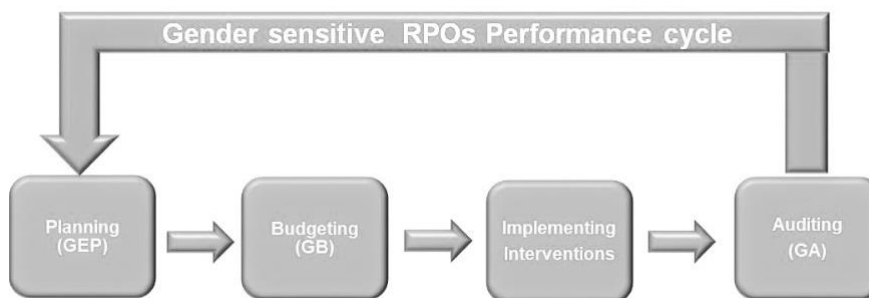 Gender sensitive RPOs Performance cycle
Planning
(GEP)
Budgeting
(GB)
Implementing
Interventions
Auditing
(GA)